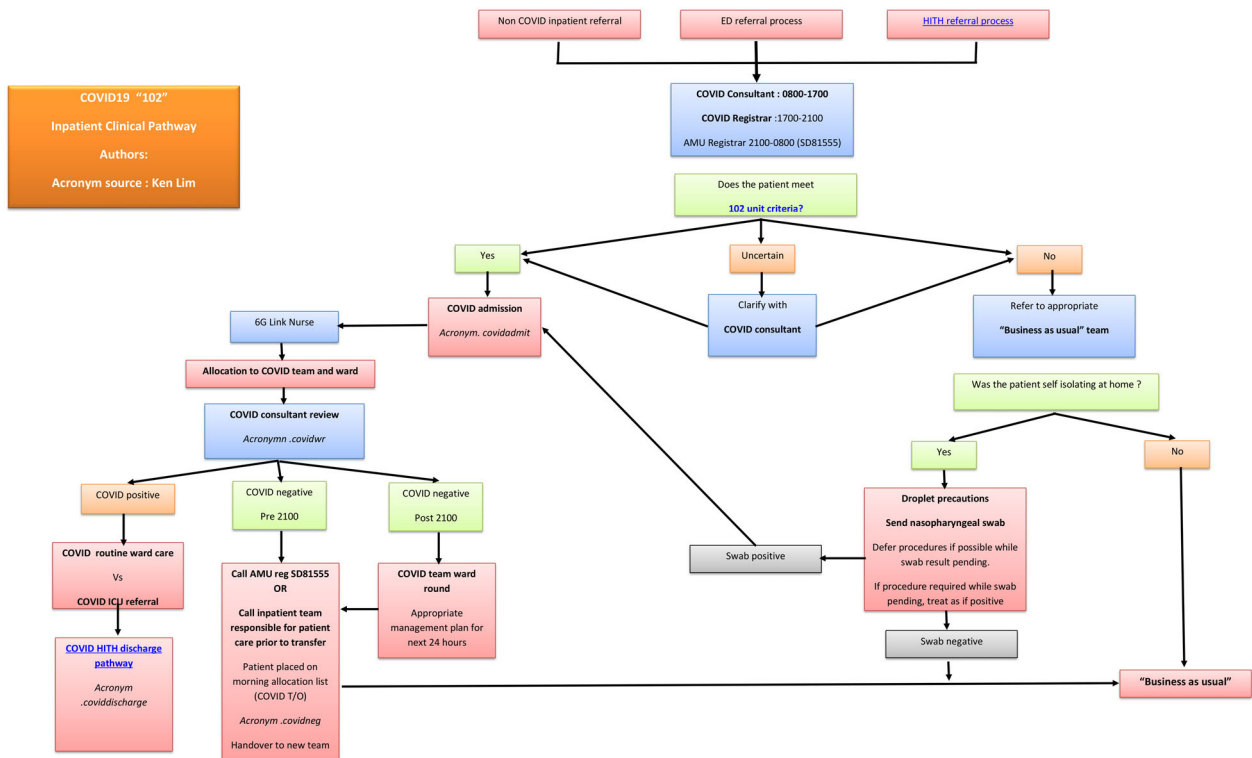 Non COVID inpatient referral
ED referral process
HITH referral process
COVID19 "102"
Inpatient Clinical Pathway
Authors:
Acronym source : Ken Lim
COVID Consultant : 0800-1700
COVID Registrar :1700-2100
AMU Registrar 2100-0800 (SD81555)
Does the patient meet
102 unit criteria?
Yes
Uncertain
No
COVID admission
Acronym. covidadmit
Clarify with
COVID consultant
Refer to appropriate
"Business as usual" team
6G Link Nurse
Allocation to COVID team and ward
COVID consultant review
Acronymn .covidwr
Was the patient self isolating at home ?
Yes
No
COVID positive
COVID negative
Pre 2100
COVID negative
Post 2100
Droplet precautions
Send nasopharyngeal swab
Defer procedures if possible while
swab result pending.
If procedure required while swab
pending, treat as if positive
Swab positive
COVID routine ward care
Vs
COVID ICU referral
Call AMU reg SD81555
OR
Call inpatient team
responsible for patient
care prior to transfer
Patient placed on
morning allocation list
(COVID T/O)
Acronym .covidneg
Handover to new team
COVID team ward
round
Appropriate
management plan for
next 24 hours
COVID HITH discharge
pathway
Acronym
.coviddischarge
Swab negative
"Business as usual"